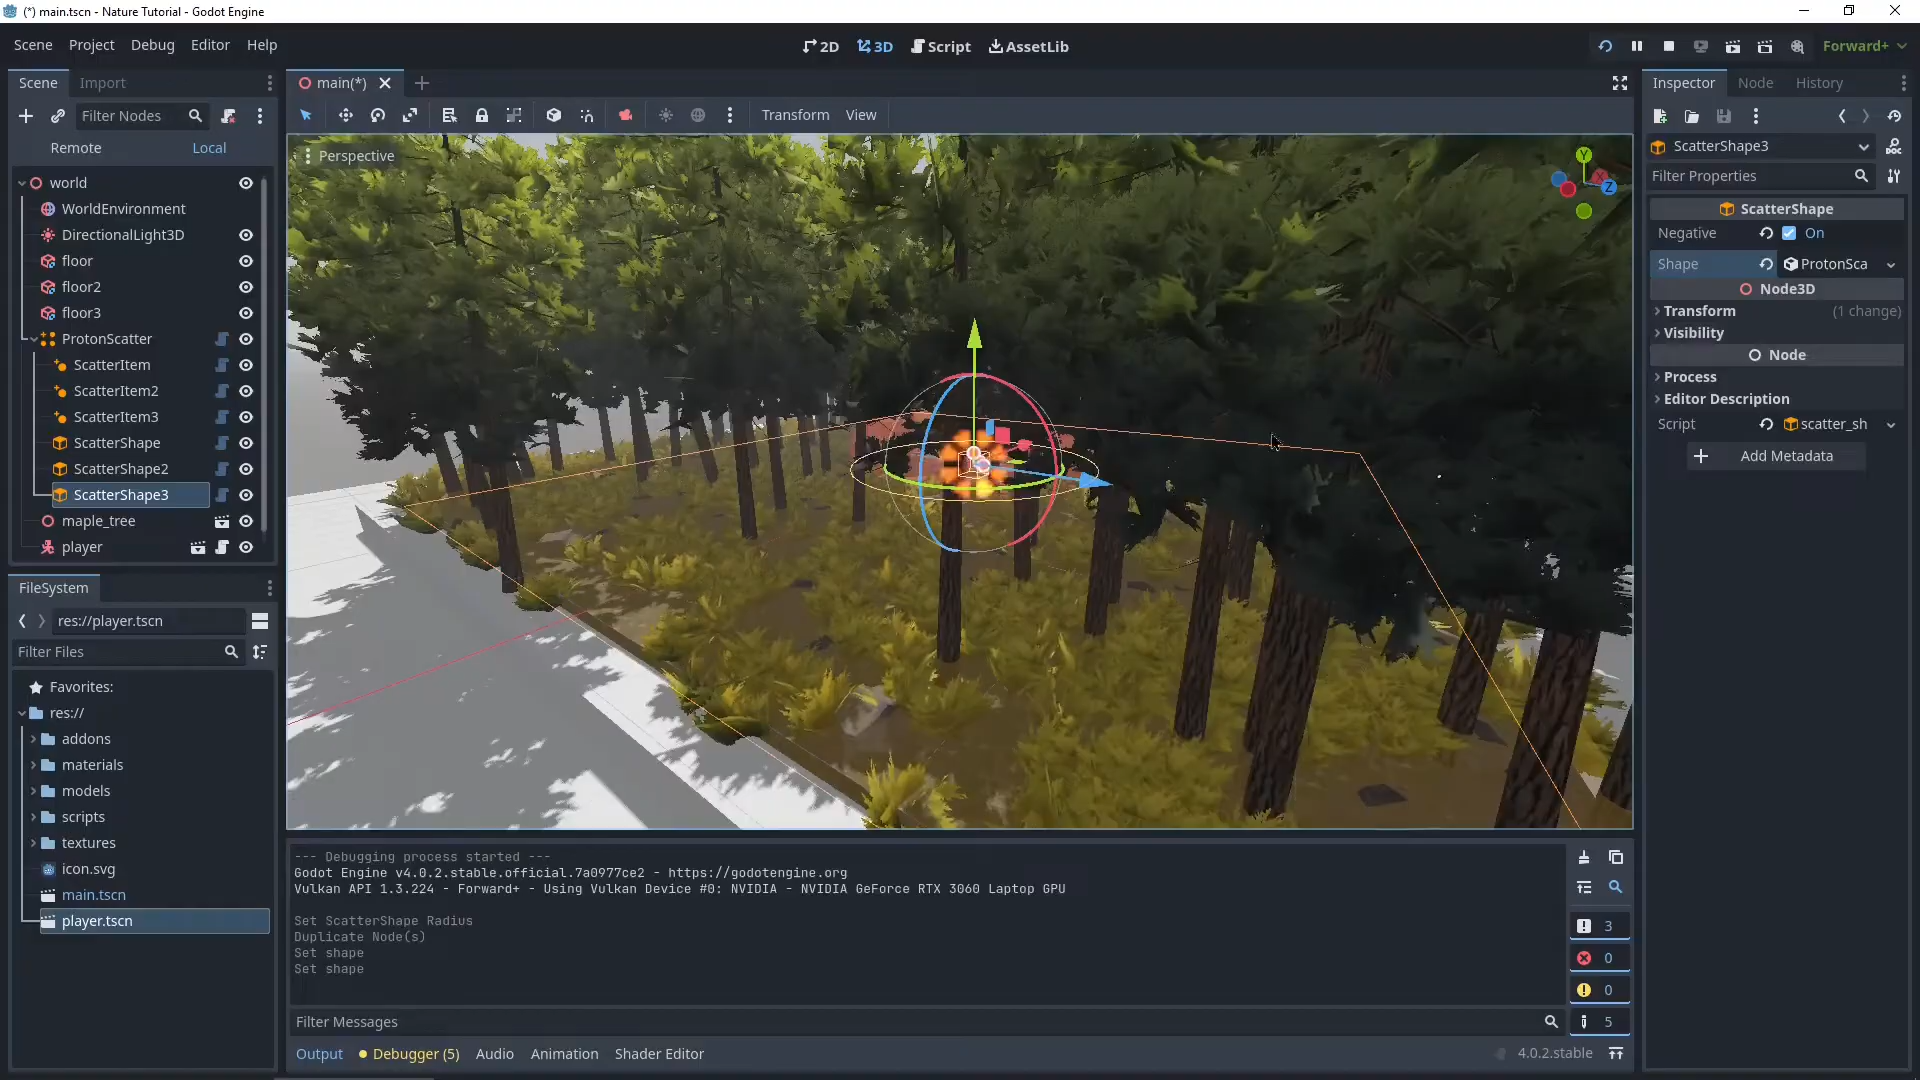 (*) main.tscn - Nature Tutorial - Godot Engine
Scene Project Debug Editor Help
2D 3D Script AssetLib
Forward+
Scene Import
main(*)
Inspector Node History
Filter Nodes
Transform View
Remote Local
Perspective
Y
X
Z
ScatterShape3
DOC
Filter Properties
world
WorldEnvironment
DirectionalLight3D
floor
floor2
floor3
ProtonScatter
ScatterItem
ScatterItem2
ScatterItem3
ScatterShape
ScatterShape2
ScatterShape3
maple_tree
player
ScatterShape
Negative On
Shape ProtonSca
Node3D
Transform (1 change)
Visibility
Node
Process
Editor Description
Script scatter_sh
Add Metadata
FileSystem
res://player.tscn
Filter Files
Favorites:
res://
addons
materials
models
scripts
textures
icon.svg
main.tscn
player.tscn
--- Debugging process started ---
Godot Engine v4.0.2.stable.official.7a0977ce2 - https://godotengine.org
Vulkan API 1.3.224 - Forward+ - Using Vulkan Device #0: NVIDIA - NVIDIA GeForce RTX 3060 Laptop GPU
Set ScatterShape Radius
Duplicate Node(s)
Set shape
Set shape
3
0
0
5
Filter Messages
Output Debugger (5) Audio Animation Shader Editor
4.0.2.stable